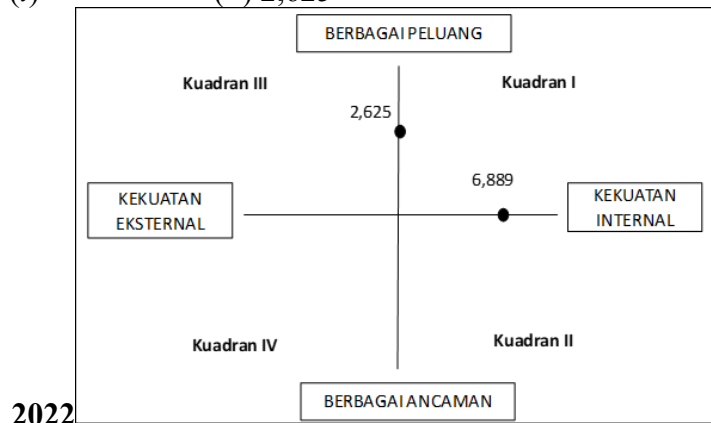 BERBAGAI PELUANG
Kuadran III
Kuadran I
2,625
6,889
KEKUATAN
EKSTERNAL
KEKUATAN
INTERNAL
Kuadran IV
Kuadran II
BERBAGAI ANCAMAN
2022